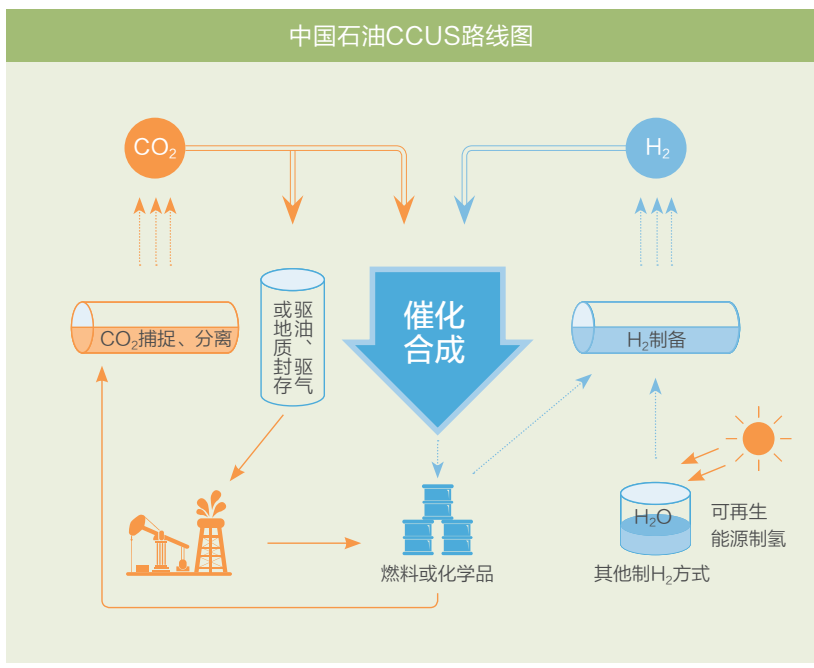 中国石油CCUS路线图
CO₂
H₂
CO₂捕捉、分离
驱油、驱气
或地质封存
催化
合成
H₂制备
H₂O
可再生
能源制氢
燃料或化学品
其他制H₂方式